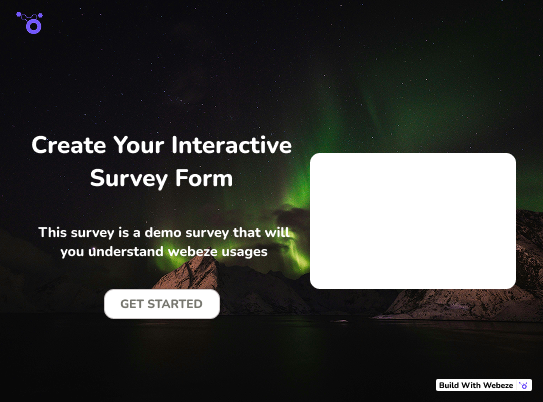 Create Your Interactive
Survey Form
This survey is a demo survey that will
you understand webeze usages
GET STARTED
Build With Webeze